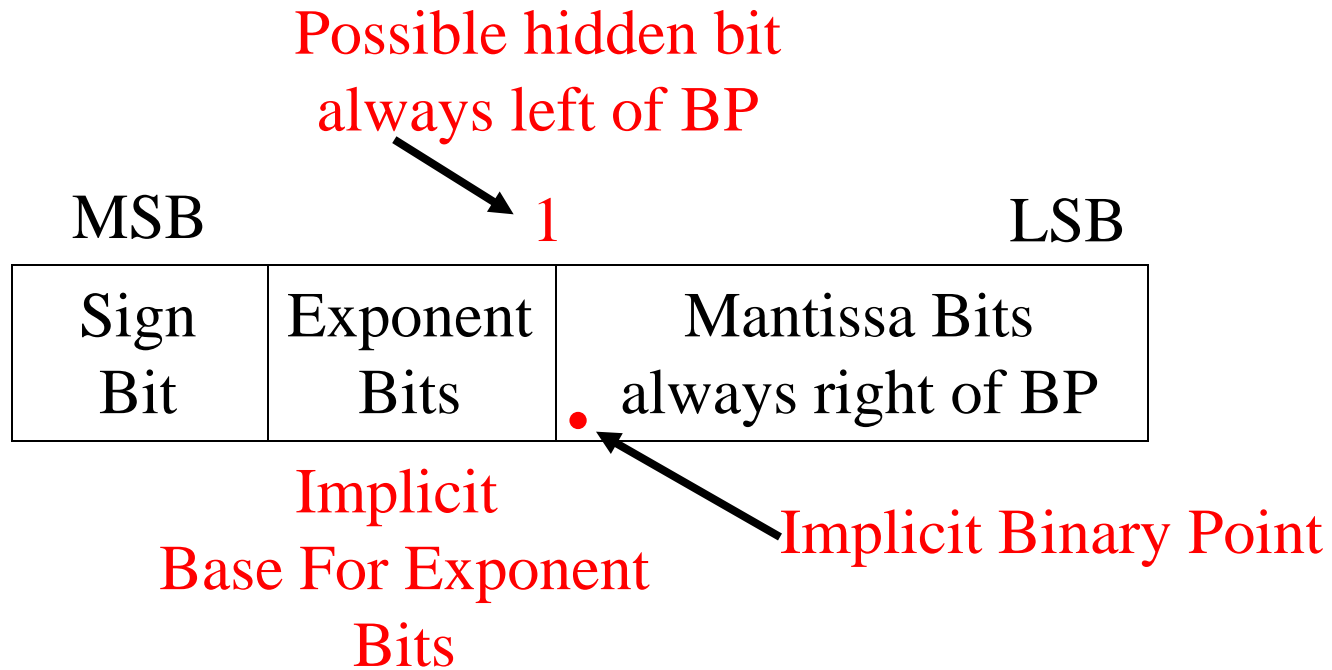 Possible hidden bit
always left of BP
MSB
1
LSB
Sign
Bit
Exponent
Bits
Mantissa Bits
always right of BP
.
Implicit
Base For Exponent
Bits
Implicit Binary Point